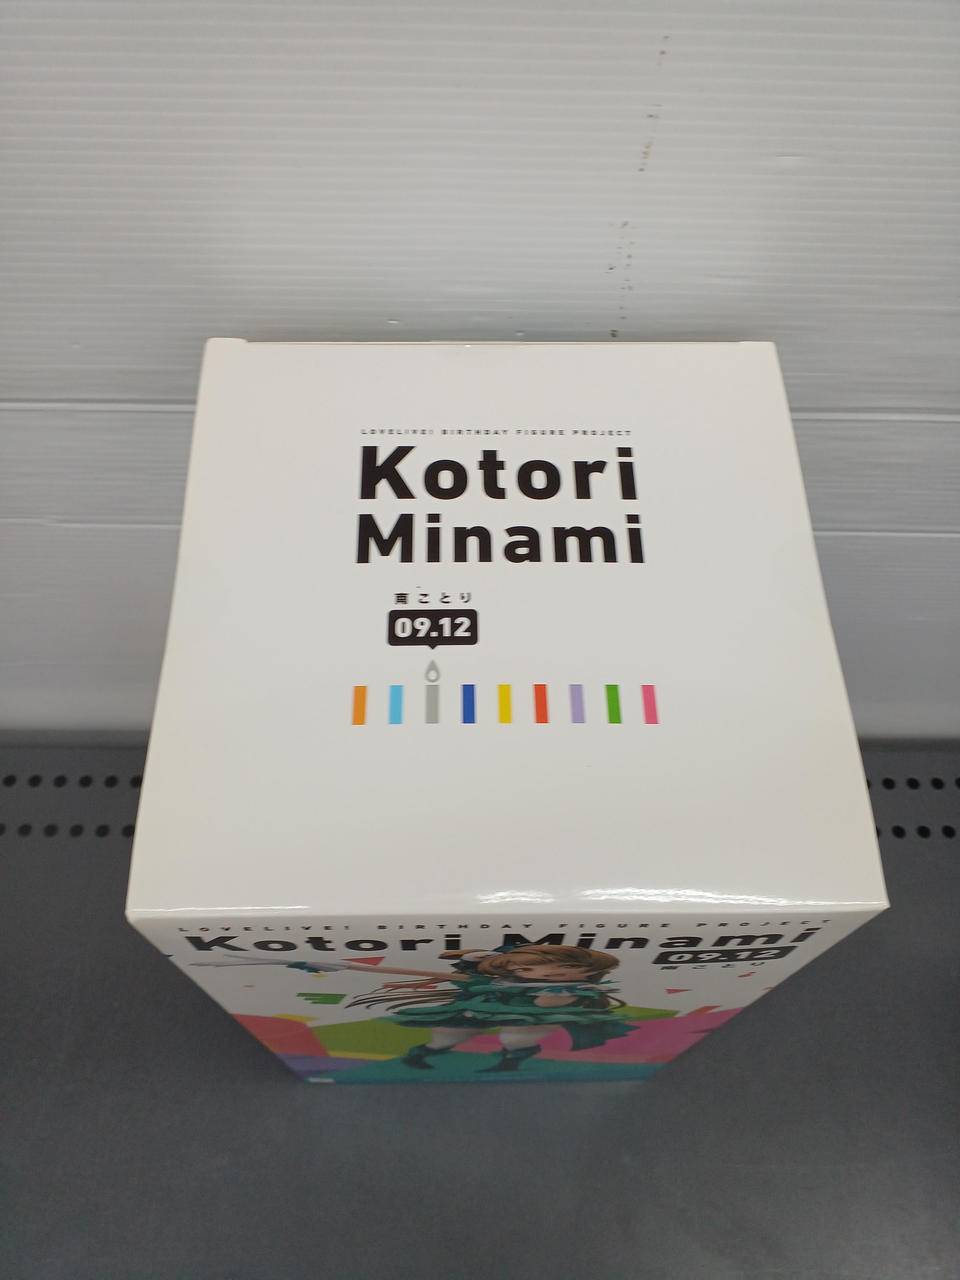 LOVELIVE! BIRTHDAY FIGURE PROJECT
Kotori
Minami
南ことり
09.12
LOVELIVE! BIRTHDAY FIGURE PROJECT
Kotori Minami
09.12
南ことり